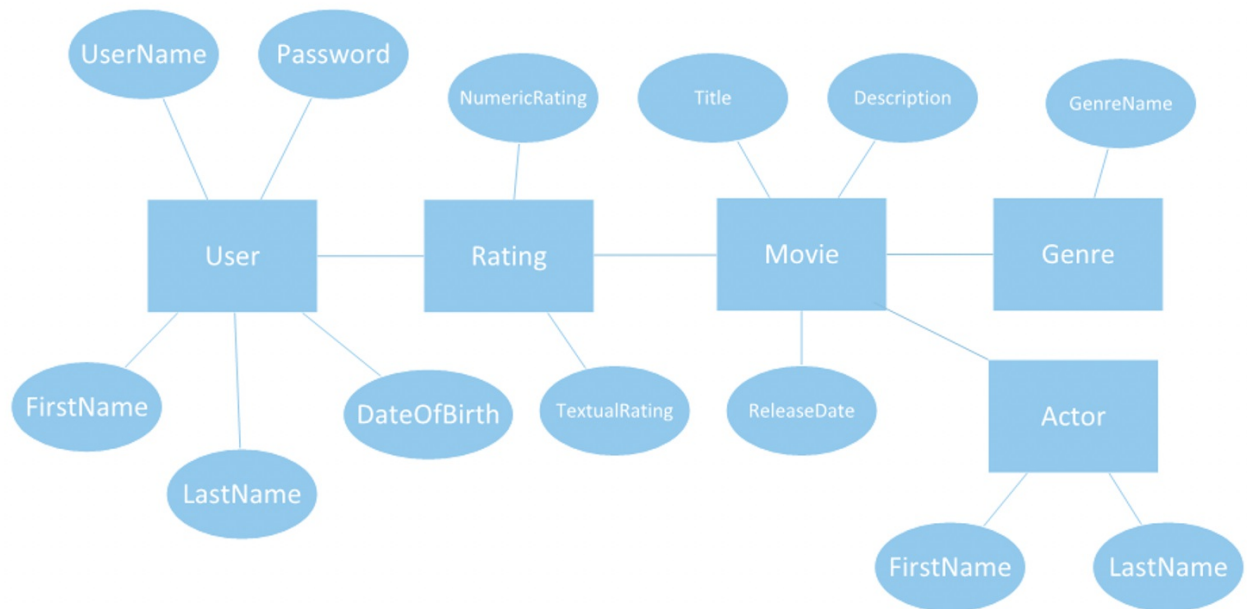 UserName
Password
NumericRating
Title
Description
GenreName
User
Rating
Movie
Genre
FirstName
DateOfBirth
TextualRating
ReleaseDate
Actor
LastName
FirstName
LastName